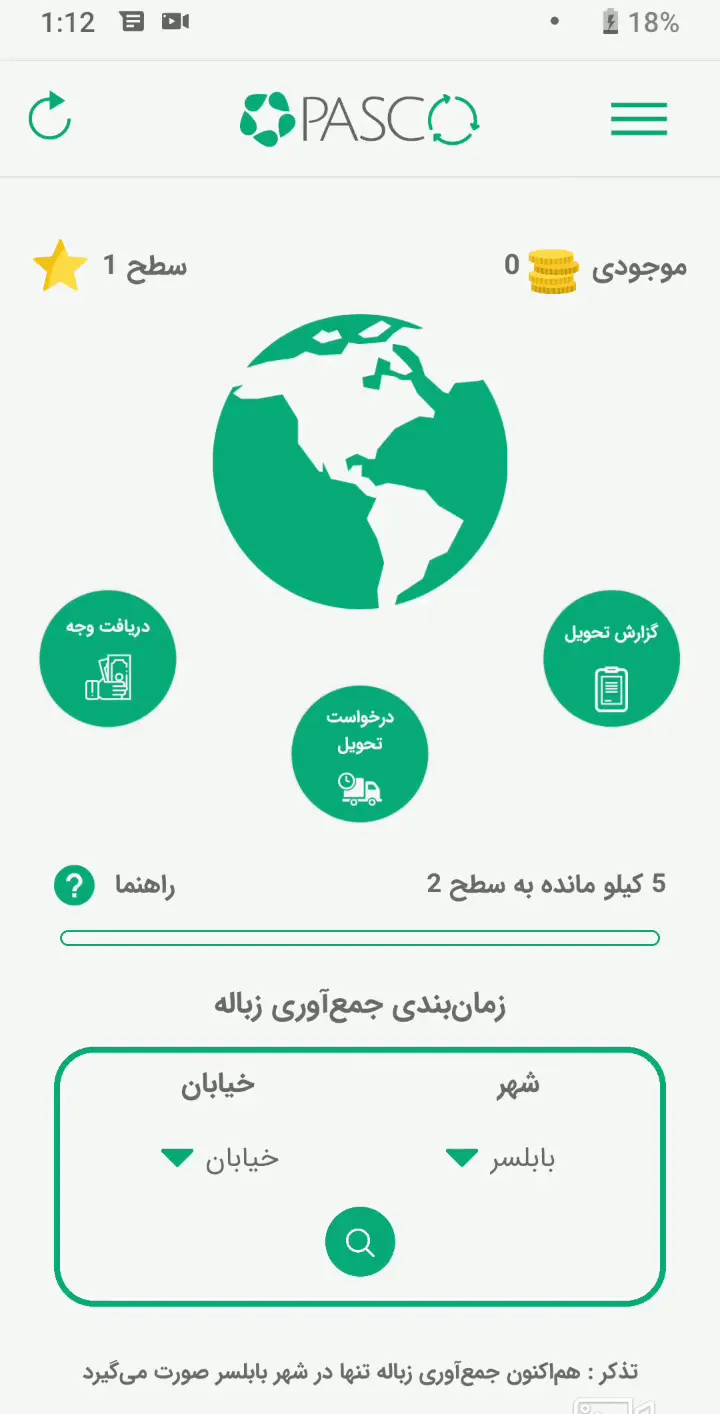 1:12
18%
PASCO
موجودی 0
سطح 1
دریافت وجه
گزارش تحویل
درخواست
تحویل
5 کیلو مانده به سطح 2
راهنما
?
زمان‌بندی جمع‌آوری زباله
شهر
خیابان
بابلسر
خیابان
تذکر : هم‌اکنون جمع‌آوری زباله تنها در شهر بابلسر صورت می‌گیرد